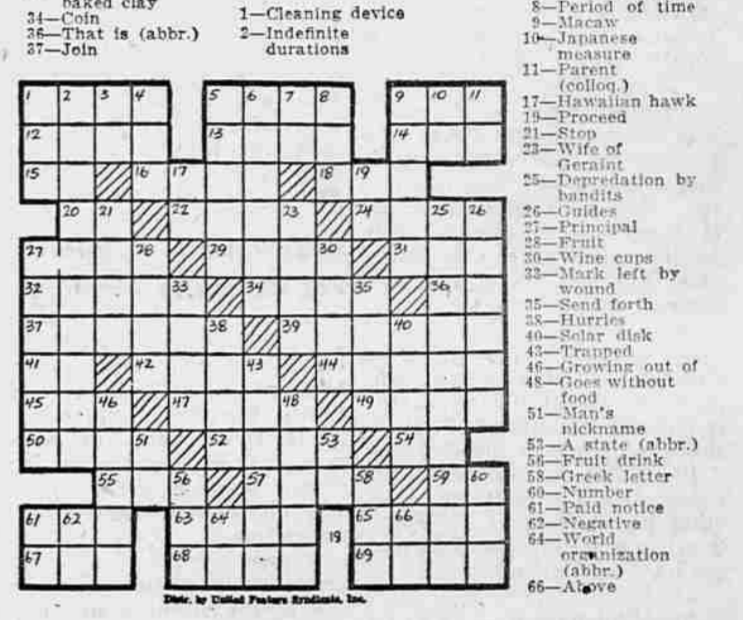 baked clay
34—Coin
36—That is (abbr.)
37—Join
1—Cleaning device
2—Indefinite
durations
8—Period of time
9—Macaw
10—Japanese
measure
11—Parent
(colloq.)
17—Hawaiian hawk
19—Proceed
21—Stop
23—Wife of
Geraint
25—Depredation by
bandits
26—Guides
27—Principal
28—Fruit
30—Wine cups
33—Mark left by
wound
35—Send forth
38—Hurries
40—Solar disk
43—Trapped
46—Growing out of
48—Goes without
food
51—Man's
nickname
53—A state (abbr.)
56—Fruit drink
58—Greek letter
60—Number
61—Paid notice
62—Negative
64—World
organization
(abbr.)
66—Above
1 2 3 4 5 6 7 8 9 10 11
12 13 14
15 16 17 18 19
20 21 22 23 24 25 26
27 28 29 30 31
32 33 34 35 36
37 38 39 40
41 42 43 44
45 46 47 48 49
50 51 52 53 54
55 56 57 58 59 60
61 62 63 64 65 66
19
67 68 69
Distr. by United Feature Syndicate, Inc.